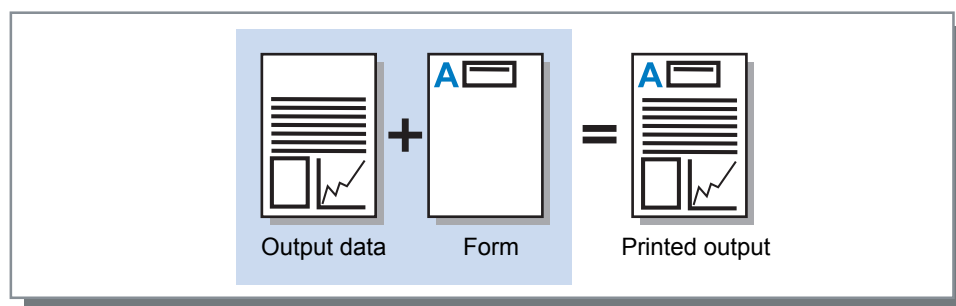 A
A
+
=
Output data
Form
Printed output